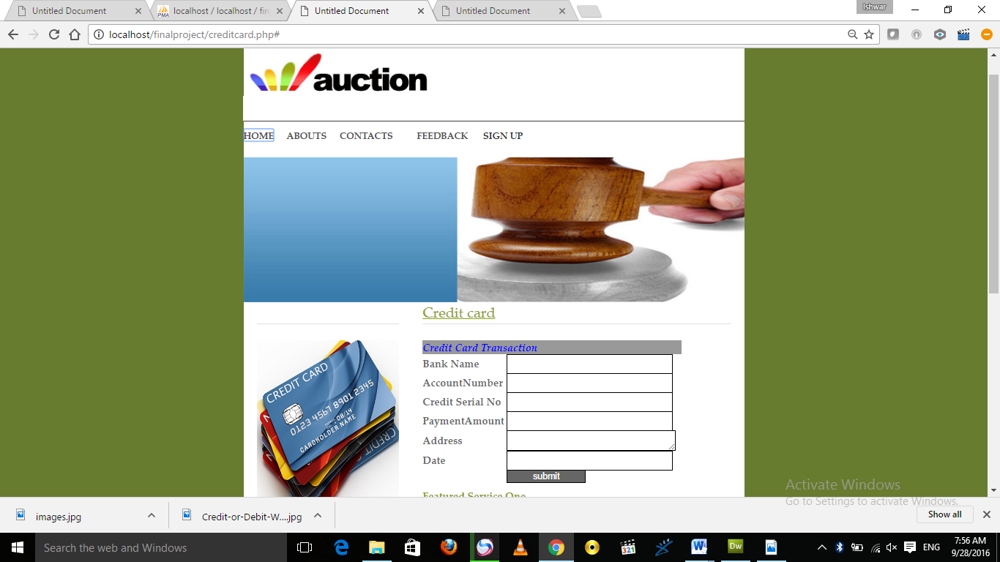 Untitled Document
localhost / localhost / fin
Untitled Document
Untitled Document
Ishwar
localhost/finalproject/creditcard.php#
auction
HOME ABOUTS CONTACTS FEEDBACK SIGN UP
Credit card
CREDIT CARD
0123 4567 8901 2345
08/14
CARDHOLDER NAME
Credit Card Transaction
Bank Name
AccountNumber
Credit Serial No
PaymentAmount
Address
Date
submit
Featured Service One
Activate Windows
Go to Settings to activate Windows.
images.jpg
Credit-or-Debit-W....jpg
Show all
Search the web and Windows
321
W
Dw
ENG
7:56 AM
9/28/2016